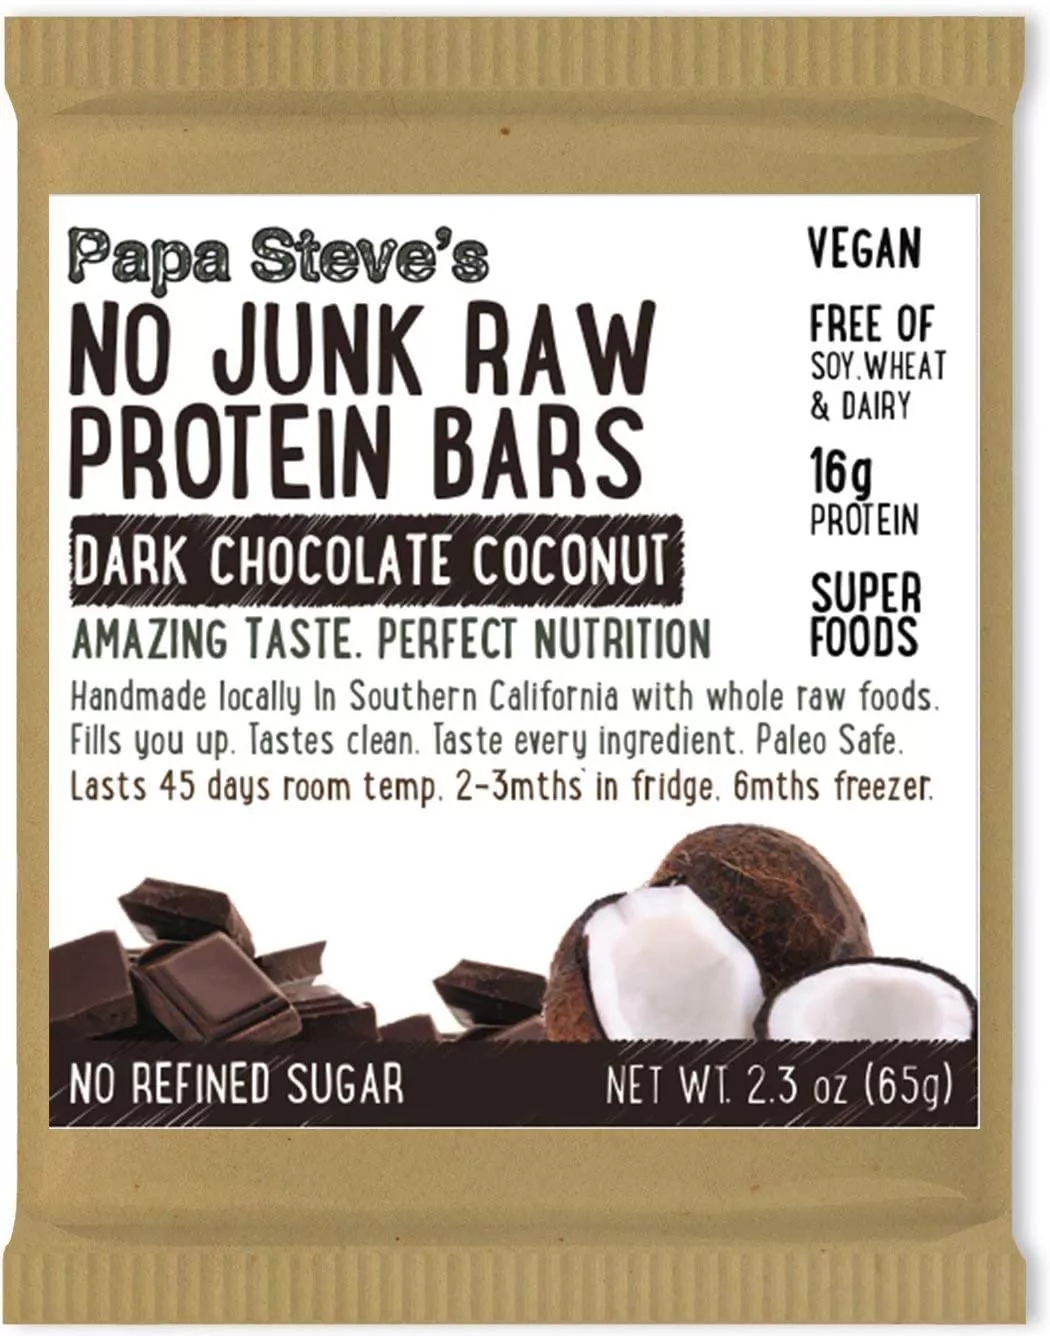 Papa Steve's
NO JUNK RAW
PROTEIN BARS
DARK CHOCOLATE COCONUT
AMAZING TASTE. PERFECT NUTRITION
Handmade locally In Southern California with whole raw foods.
Fills you up. Tastes clean. Taste every ingredient. Paleo Safe.
Lasts 45 days room temp. 2-3mths in fridge. 6mths freezer.
VEGAN
FREE OF
SOY.WHEAT
& DAIRY
16g
PROTEIN
SUPER
FOODS
NO REFINED SUGAR
NET WT. 2.3 oz (65g)